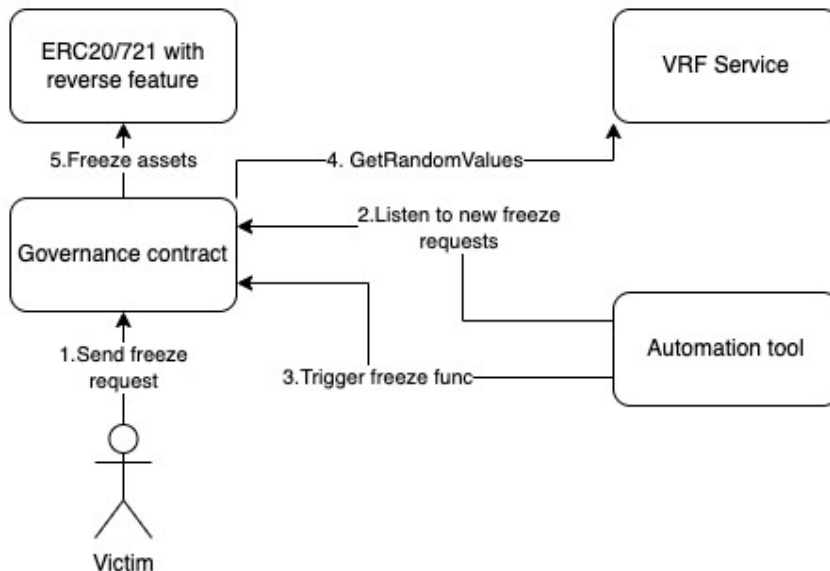 ERC20/721 with
reverse feature
VRF Service
5.Freeze assets
4. GetRandomValues
Governance contract
2.Listen to new freeze
requests
Automation tool
1.Send freeze
request
3.Trigger freeze func
Victim